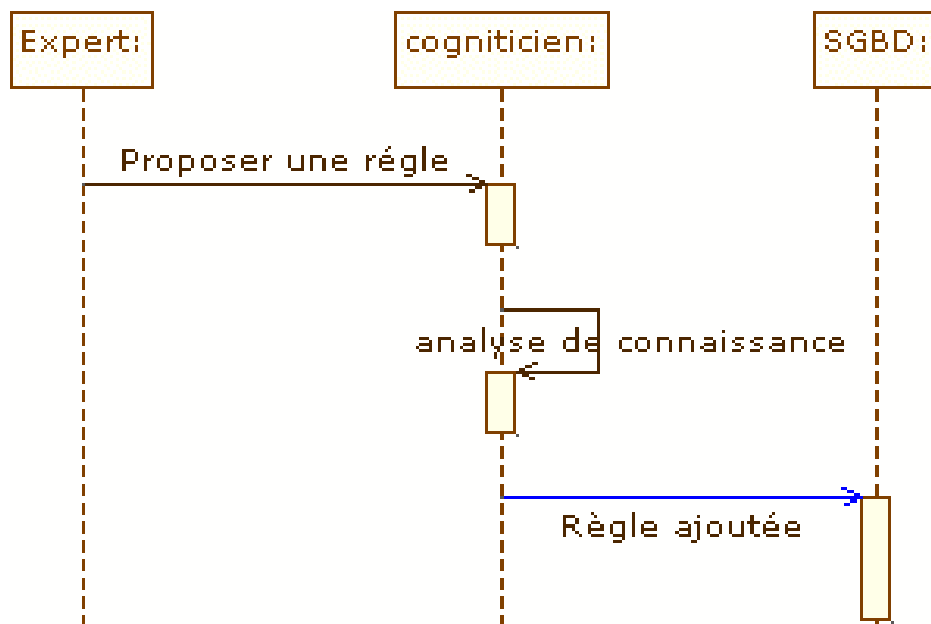 Expert:
cogniticien:
SGBD:
Proposer une régle
analyse de connaissance
Règle ajoutée